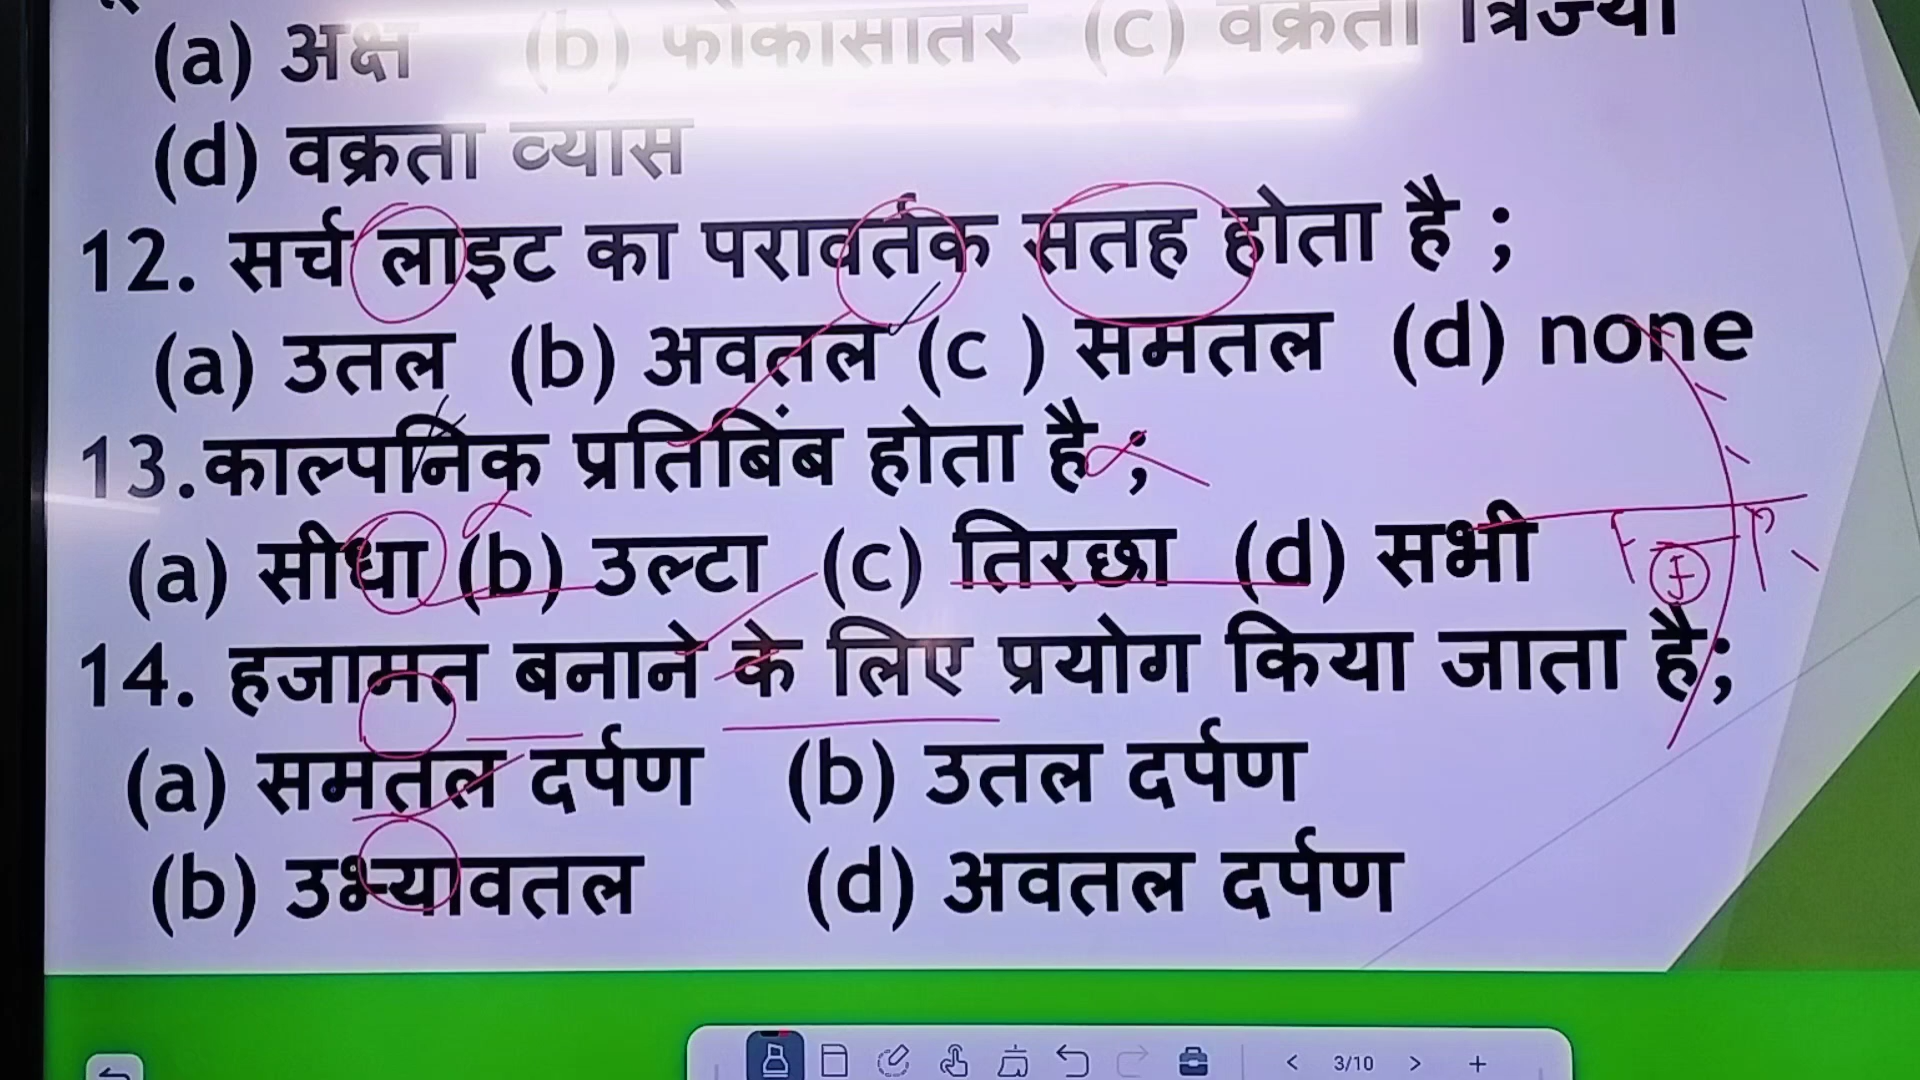 (a) अक्ष (b) फोकासांतर (c) वक्रता त्रिज्या
(d) वक्रता व्यास
12. सर्च लाइट का परावर्तक सतह होता है ;
(a) उतल (b) अवतल (c ) समतल (d) none
13.काल्पनिक प्रतिबिंब होता है ;
(a) सीधा (b) उल्टा (c) तिरछा (d) सभी
14. हजामत बनाने के लिए प्रयोग किया जाता है;
(a) समतल दर्पण (b) उतल दर्पण
(b) उभ्यावतल (d) अवतल दर्पण
3/10